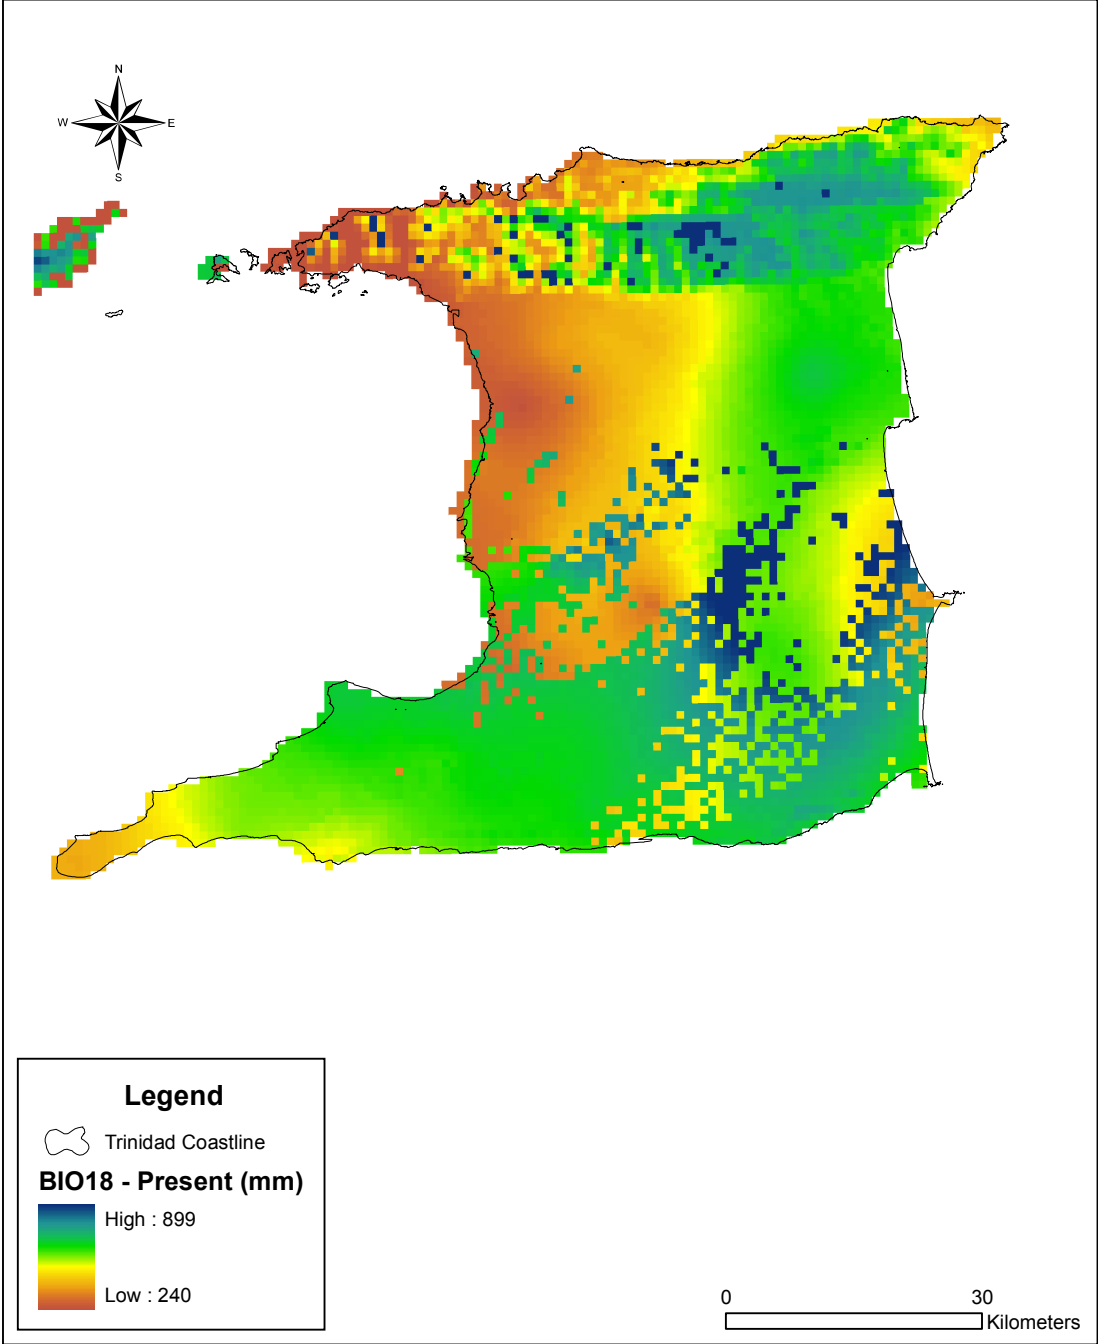 N
W E
S
Legend
Trinidad Coastline
BIO18 - Present (mm)
High : 899
Low : 240
0 30
Kilometers